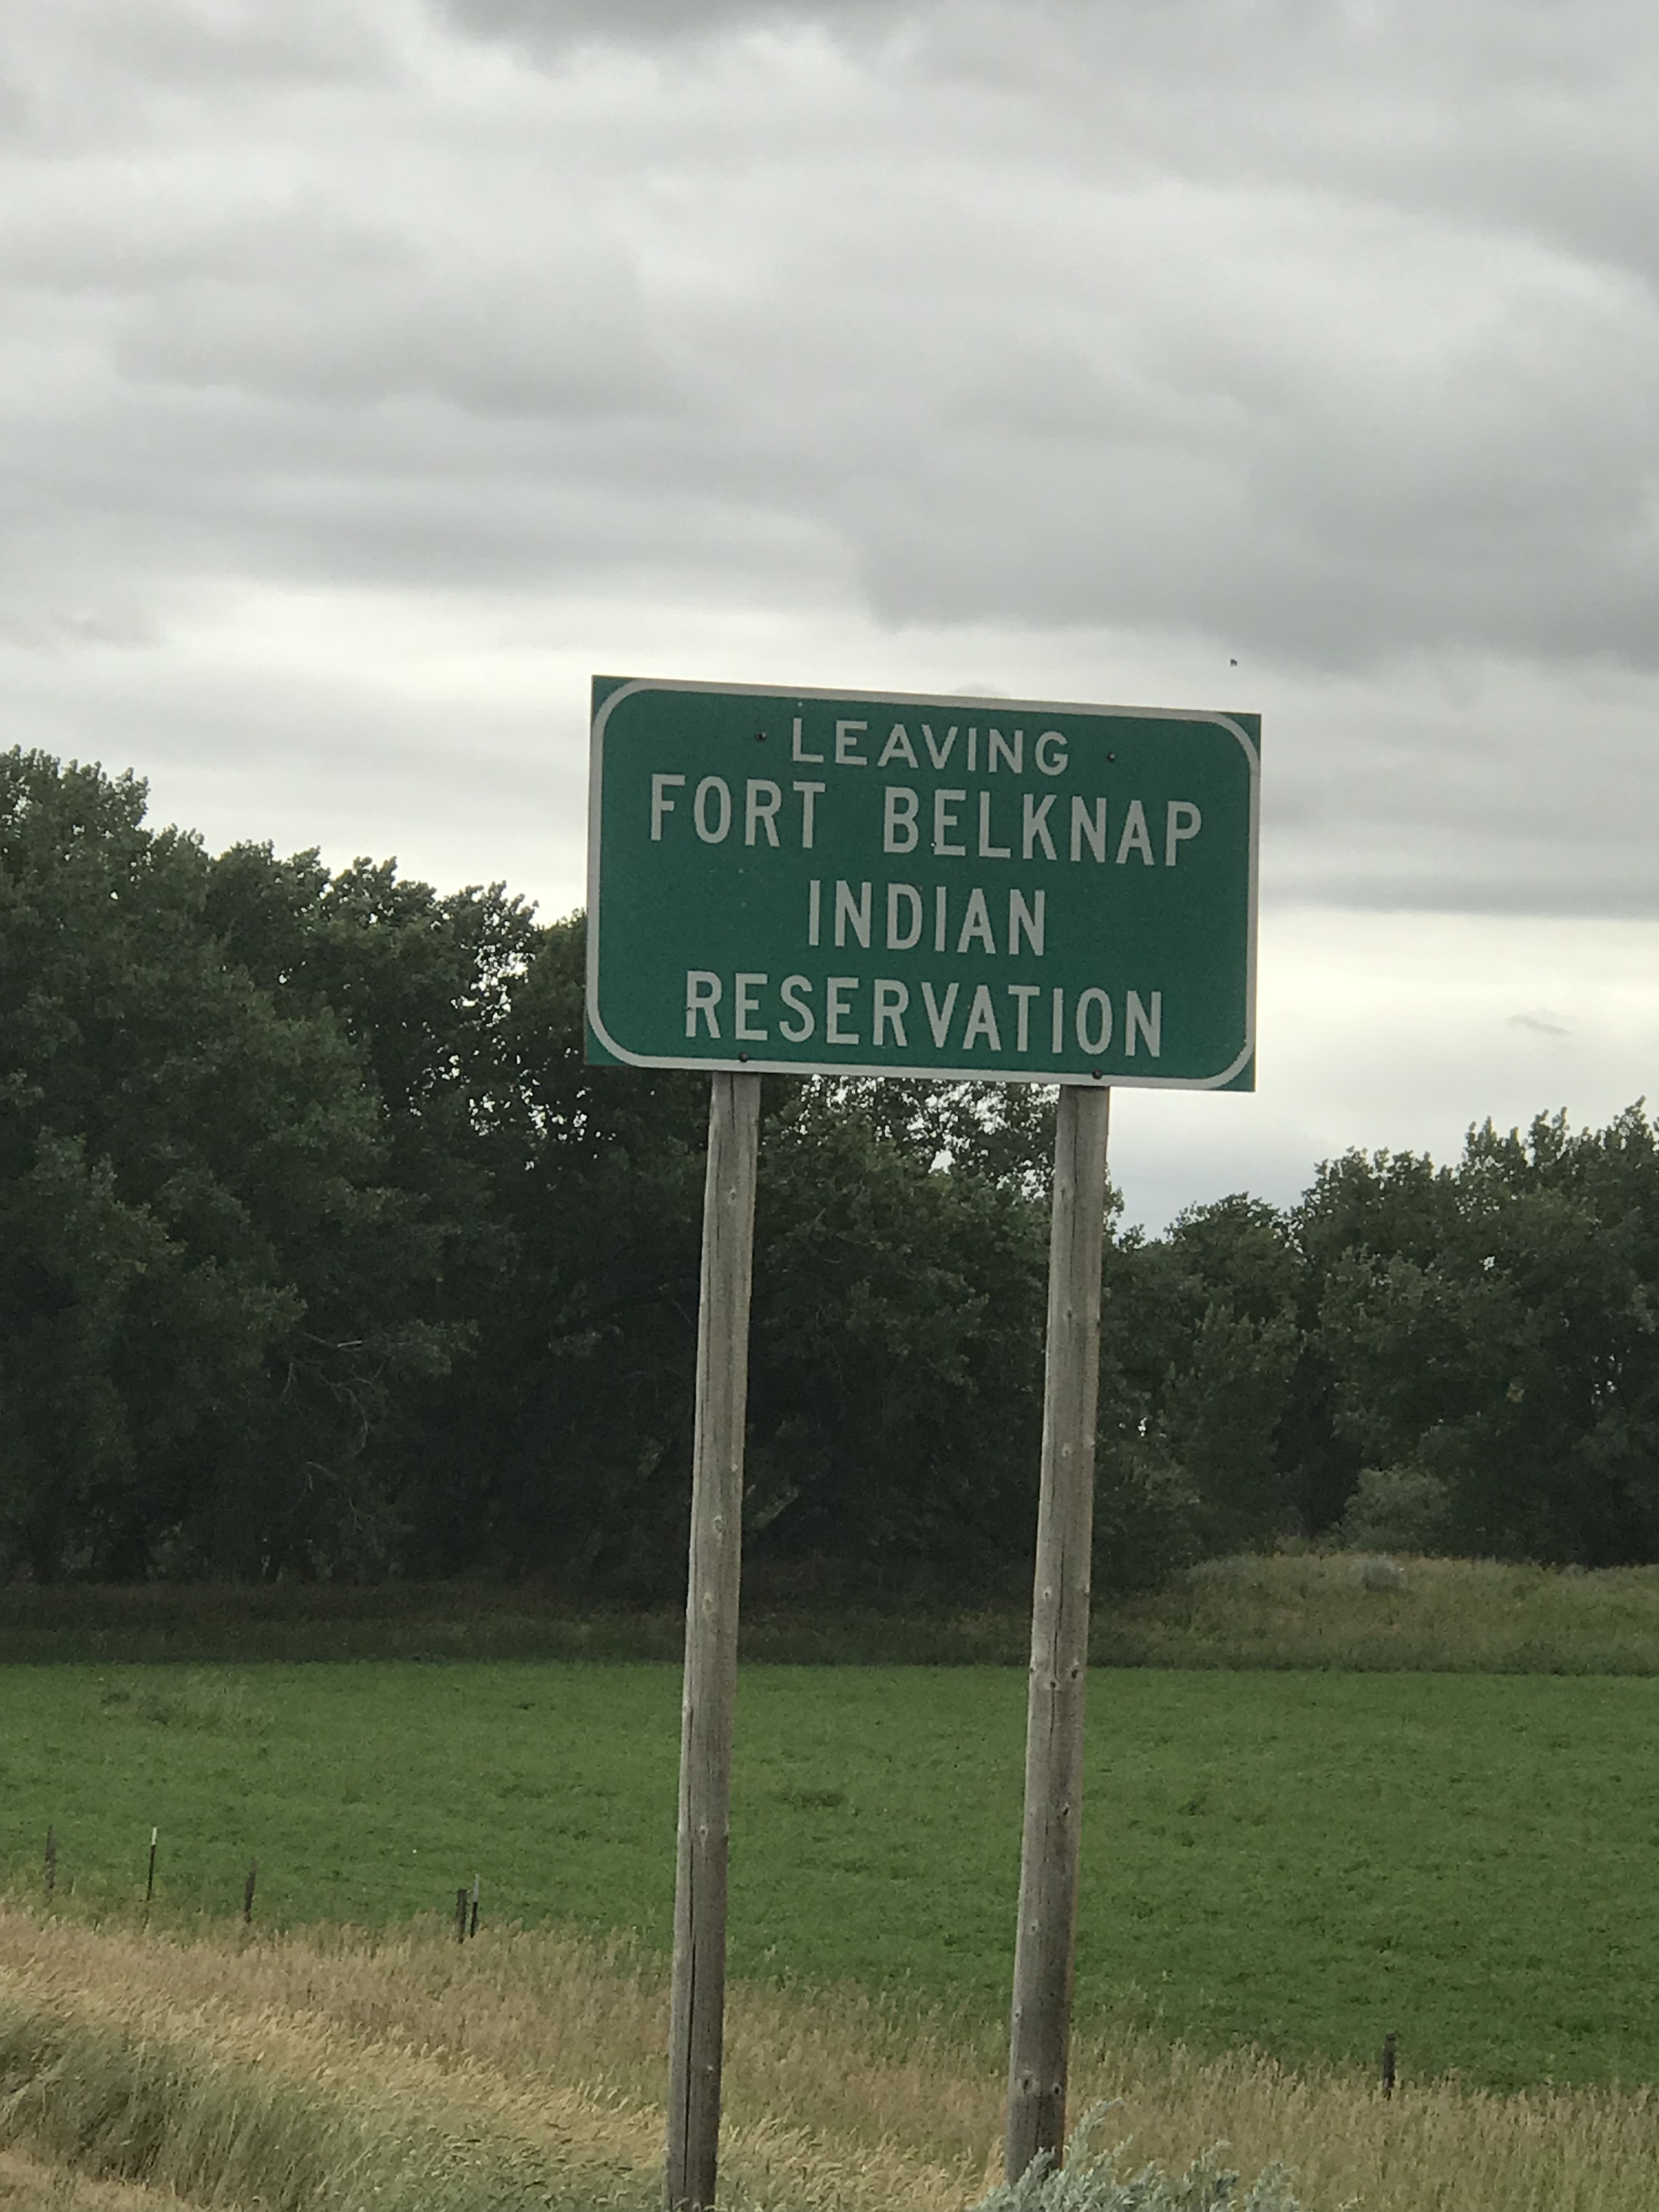 LEAVING
FORT BELKNAP
INDIAN
RESERVATION